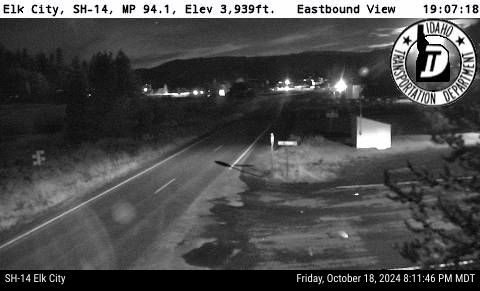 Elk City, SH-14, MP 94.1, Elev 3,939ft. Eastbound View 19:07:18
IDAHO
TRANSPORTATION DEPARTMENT
SH-14 Elk City Friday, October 18, 2024 8:11:46 PM MDT